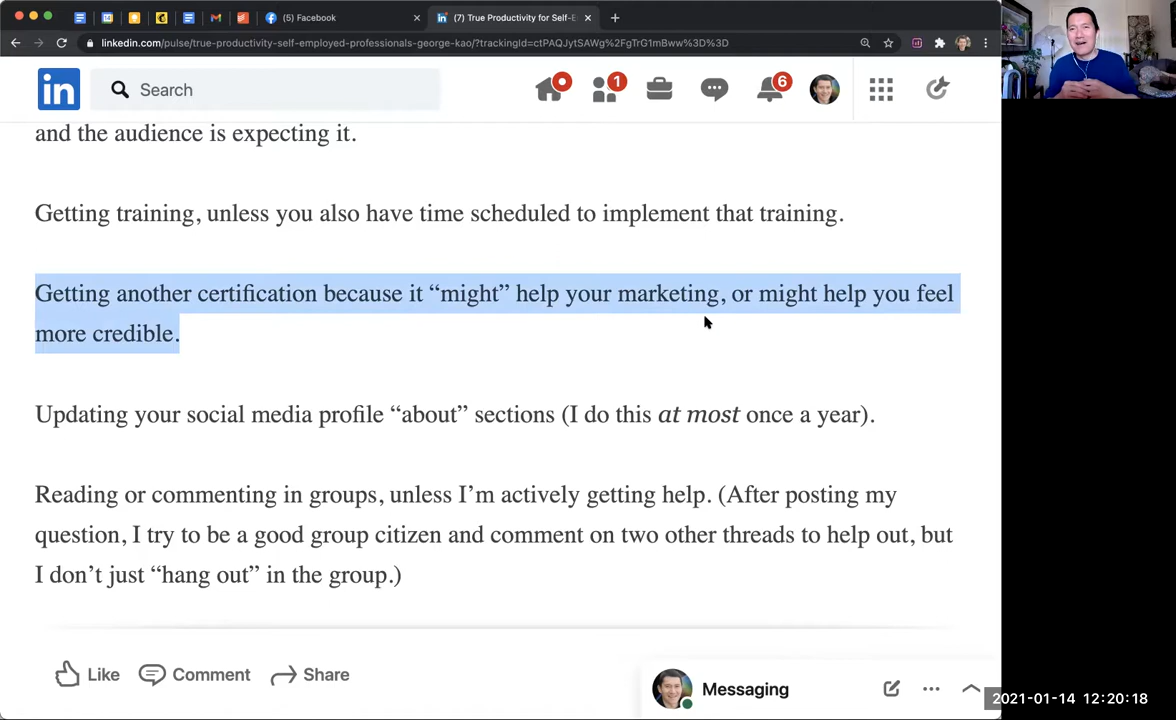 (5) Facebook
(7) True Productivity for Self-E
linkedin.com/pulse/true-productivity-self-employed-professionals-george-kao/?trackingId=ctPAQJytSAWg%2FgTrG1mBww%3D%3D
in
Search
1
6
and the audience is expecting it.
Getting training, unless you also have time scheduled to implement that training.
Getting another certification because it “might” help your marketing, or might help you feel
more credible.
Updating your social media profile “about” sections (I do this at most once a year).
Reading or commenting in groups, unless I’m actively getting help. (After posting my
question, I try to be a good group citizen and comment on two other threads to help out, but
I don’t just “hang out” in the group.)
Like
Comment
Share
Messaging
2021-01-14 12:20:18